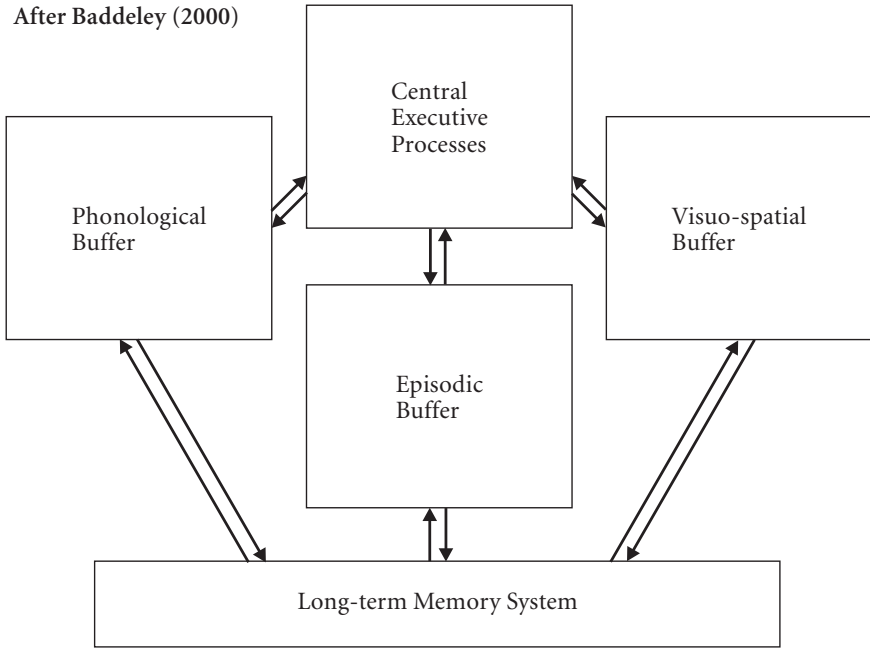 After Baddeley (2000)
Central
Executive
Processes
Phonological
Buffer
Visuo-spatial
Buffer
Episodic
Buffer
Long-term Memory System